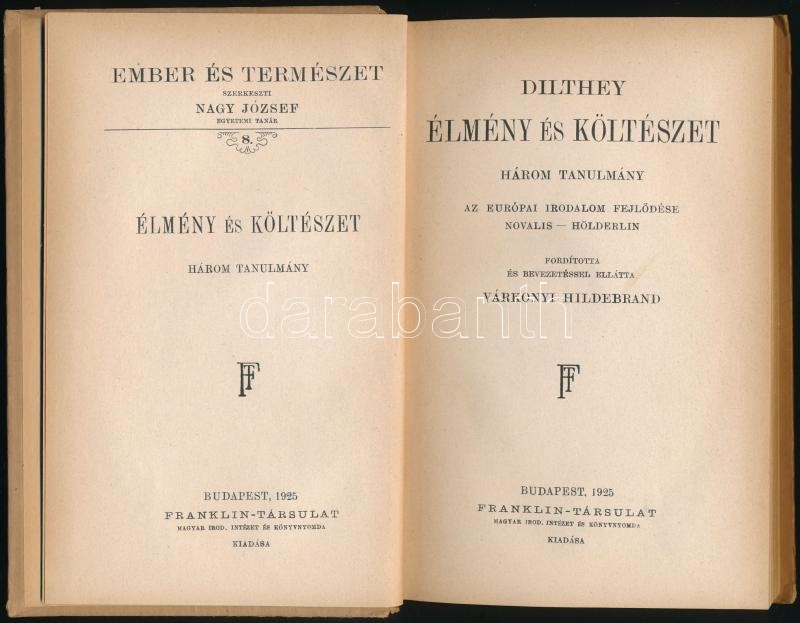 EMBER ÉS TERMÉSZET
SZERKESZTI
NAGY JÓZSEF
EGYETEMI TANÁR
8.
ÉLMÉNY ÉS KÖLTÉSZET
HÁROM TANULMÁNY
FT
BUDAPEST, 1925
FRANKLIN-TÁRSULAT
MAGYAR IROD. INTÉZET ÉS KÖNYVNYOMDA
KIADÁSA
DILTHEY
ÉLMÉNY ÉS KÖLTÉSZET
HÁROM TANULMÁNY
AZ EURÓPAI IRODALOM FEJLŐDÉSE
NOVALIS — HÖLDERLIN
FORDÍTOTTA
ÉS BEVEZETÉSSEL ELLÁTTA
VÁRKONYI HILDEBRAND
FT
BUDAPEST, 1925
FRANKLIN-TÁRSULAT
MAGYAR IROD. INTÉZET ÉS KÖNYVNYOMDA
KIADÁSA
darabanth